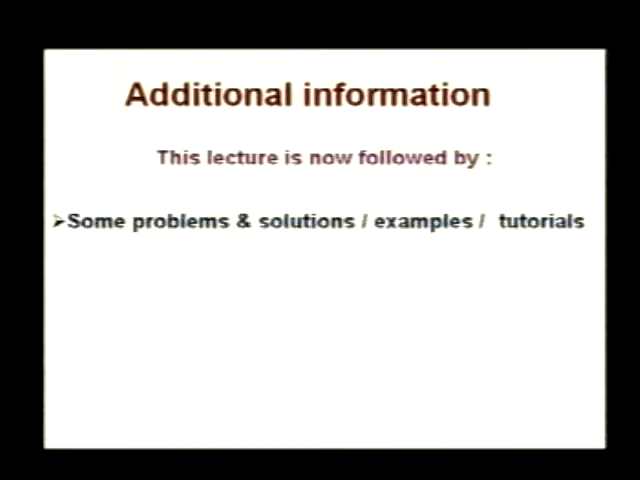 Additional information
This lecture is now followed by :
➢Some problems & solutions / examples / tutorials